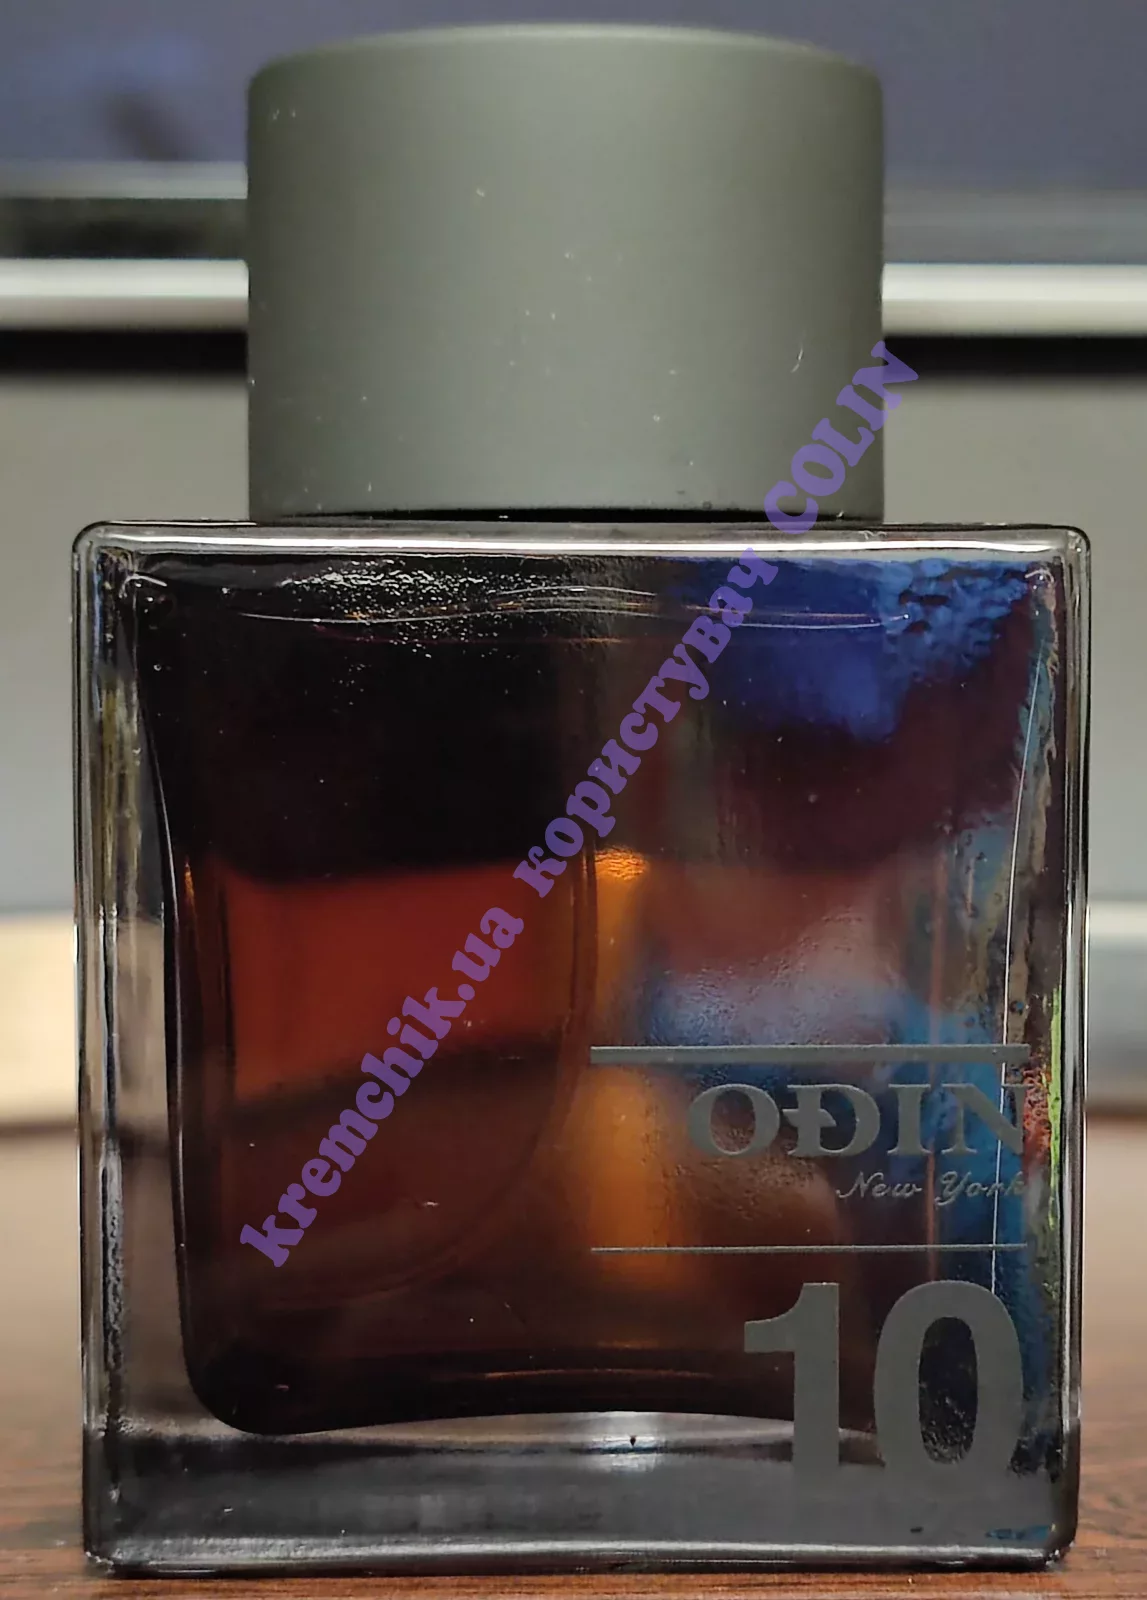 kremchik.ua користувач COLIN
OĐIN
New York
10